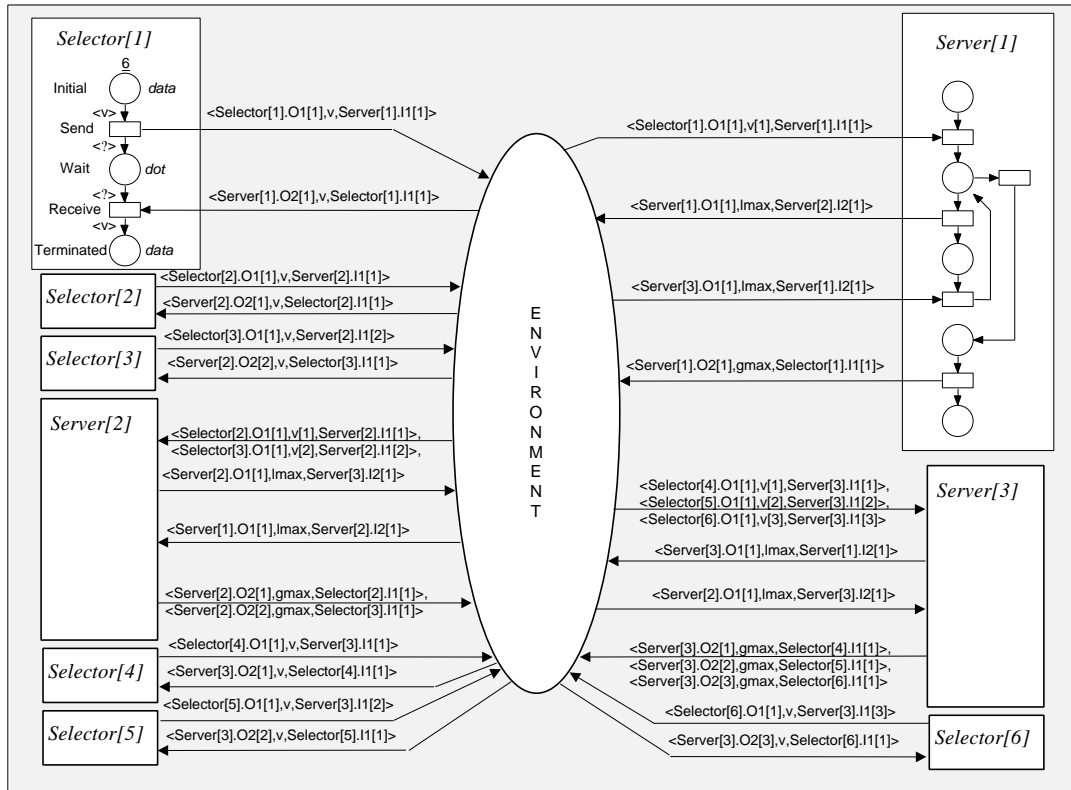 Selector[1]
6
Initial
data
<v>
Send
<Selector[1].O1[1],v,Server[1].I1[1]>
<?>
Wait
dot
<?>
Receive
<Server[1].O2[1],v,Selector[1].I1[1]>
<v>
Terminated
data
Selector[2]
<Selector[2].O1[1],v,Server[2].I1[1]>
<Server[2].O2[1],v,Selector[2].I1[1]>
Selector[3]
<Selector[3].O1[1],v,Server[2].I1[2]>
<Server[2].O2[2],v,Selector[3].I1[1]>
Server[2]
<Selector[2].O1[1],v[1],Server[2].I1[1]>,
<Selector[3].O1[1],v[2],Server[2].I1[2]>,
<Server[2].O1[1],lmax,Server[3].I2[1]>
<Server[1].O1[1],lmax,Server[2].I2[1]>
<Server[2].O2[1],gmax,Selector[2].I1[1]>,
<Server[2].O2[2],gmax,Selector[3].I1[1]>
Selector[4]
<Selector[4].O1[1],v,Server[3].I1[1]>
<Server[3].O2[1],v,Selector[4].I1[1]>
Selector[5]
<Selector[5].O1[1],v,Server[3].I1[2]>
<Server[3].O2[2],v,Selector[5].I1[1]>
ENVIRONMENT
Server[1]
<Selector[1].O1[1],v[1],Server[1].I1[1]>
<Server[1].O1[1],lmax,Server[2].I2[1]>
<Server[3].O1[1],lmax,Server[1].I2[1]>
<Server[1].O2[1],gmax,Selector[1].I1[1]>
Server[3]
<Selector[4].O1[1],v[1],Server[3].I1[1]>,
<Selector[5].O1[1],v[2],Server[3].I1[2]>,
<Selector[6].O1[1],v[3],Server[3].I1[3]>
<Server[3].O1[1],lmax,Server[1].I2[1]>
<Server[2].O1[1],lmax,Server[3].I2[1]>
<Server[3].O2[1],gmax,Selector[4].I1[1]>,
<Server[3].O2[2],gmax,Selector[5].I1[1]>,
<Server[3].O2[3],gmax,Selector[6].I1[1]>
<Selector[6].O1[1],v,Server[3].I1[3]>
<Server[3].O2[3],v,Selector[6].I1[1]>
Selector[6]